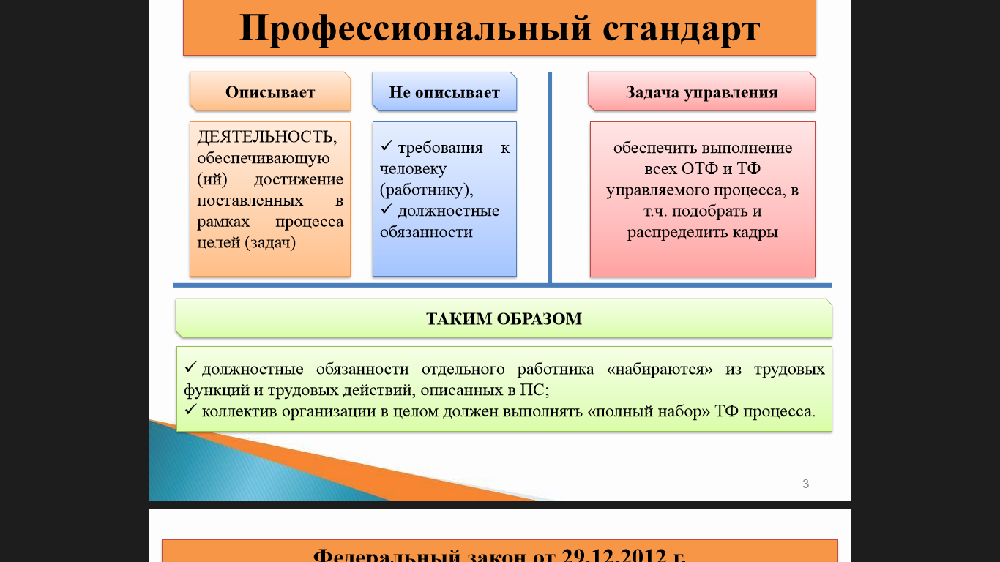 Профессиональный стандарт
Описывает
Не описывает
Задача управления
ДЕЯТЕЛЬНОСТЬ,
обеспечивающую
(ий) достижение
поставленных в
рамках процесса
целей (задач)
✓ требования к
человеку
(работнику),
✓ должностные
обязанности
обеспечить выполнение
всех ОТФ и ТФ
управляемого процесса, в
т.ч. подобрать и
распределить кадры
ТАКИМ ОБРАЗОМ
✓ должностные обязанности отдельного работника «набираются» из трудовых
функций и трудовых действий, описанных в ПС;
✓ коллектив организации в целом должен выполнять «полный набор» ТФ процесса.
3
Федеральный закон от 29.12.2012 г.